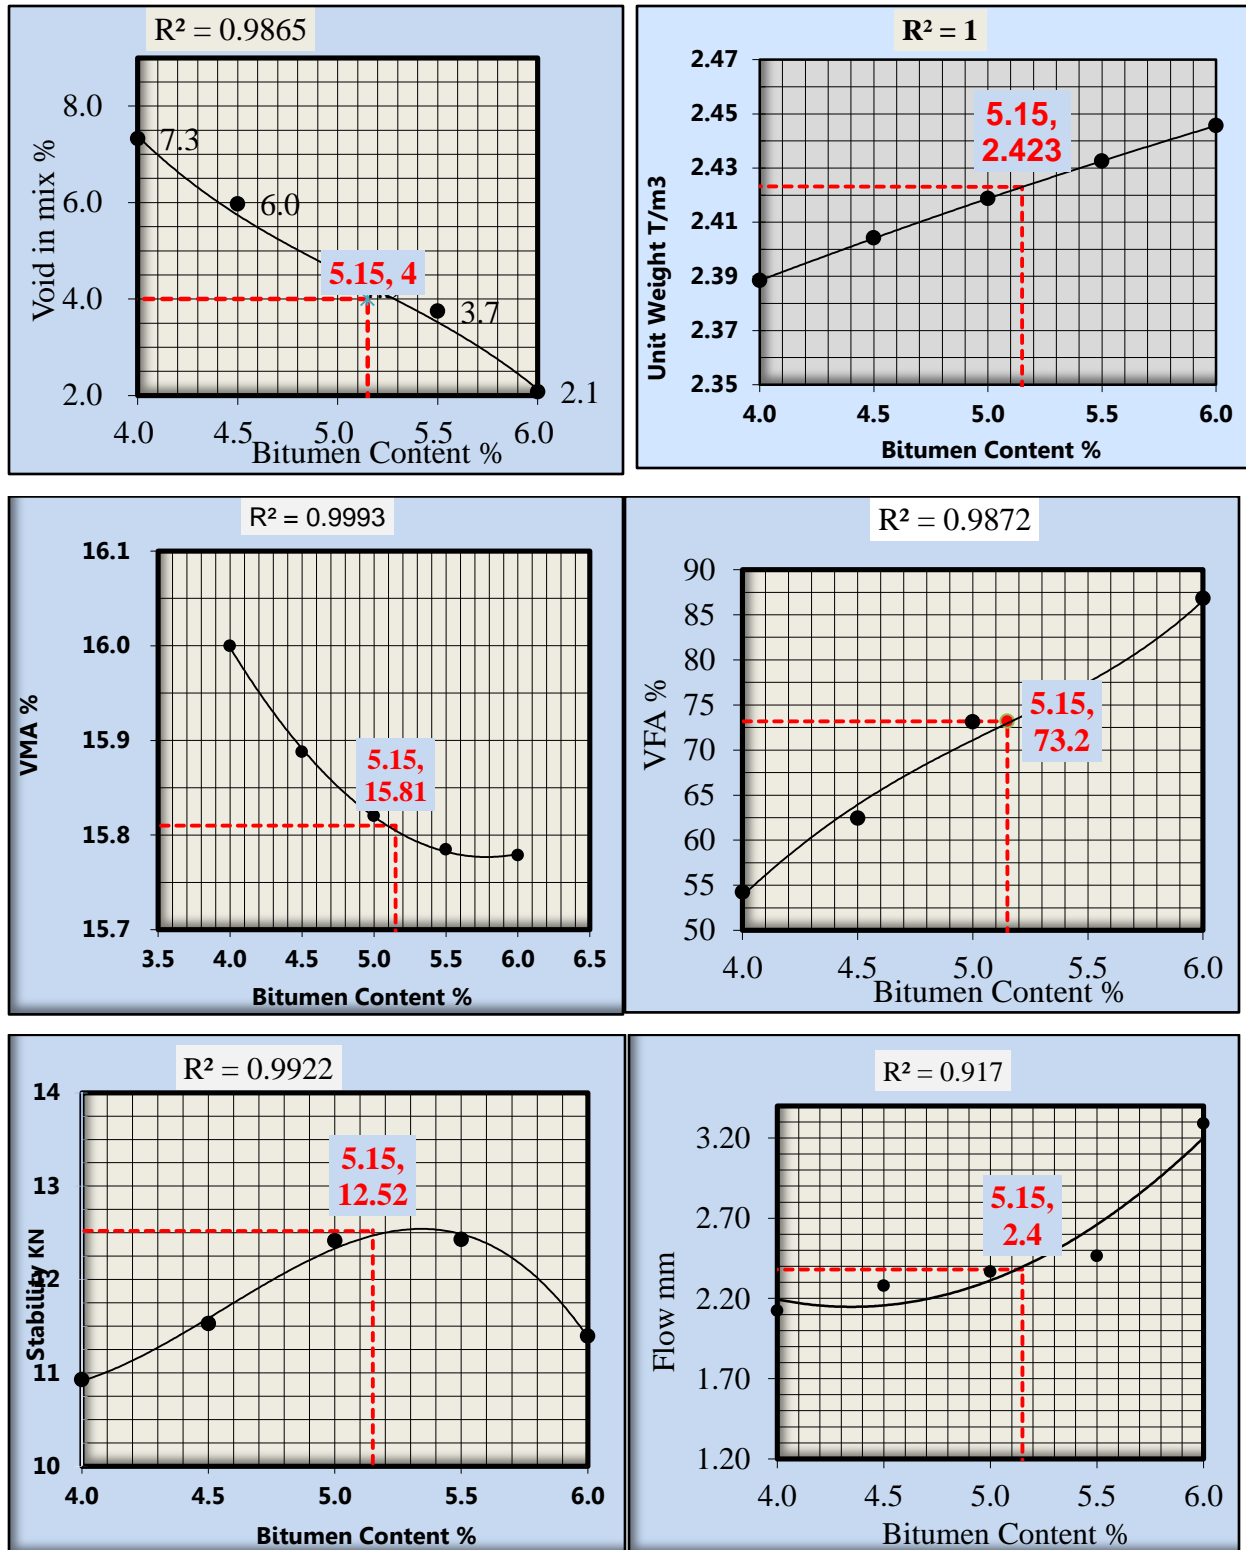 R² = 0.9865
Void in mix %
8.0
6.0
4.0
2.0
7.3
6.0
5.15, 4
3.7
2.1
4.0 4.5 5.0 5.5 6.0
Bitumen Content %
R² = 1
Unit Weight T/m3
2.47
2.45
2.43
2.41
2.39
2.37
2.35
5.15,
2.423
4.0 4.5 5.0 5.5 6.0
Bitumen Content %
R² = 0.9993
VMA %
16.1
16.0
15.9
15.8
15.7
5.15,
15.81
3.5 4.0 4.5 5.0 5.5 6.0 6.5
Bitumen Content %
R² = 0.9872
VFA %
90
85
80
75
70
65
60
55
50
5.15,
73.2
4.0 4.5 5.0 5.5 6.0
Bitumen Content %
R² = 0.9922
Stability KN
14
13
12
11
10
5.15,
12.52
4.0 4.5 5.0 5.5 6.0
Bitumen Content %
R² = 0.917
Flow mm
3.20
2.70
2.20
1.70
1.20
5.15,
2.4
4.0 4.5 5.0 5.5 6.0
Bitumen Content %